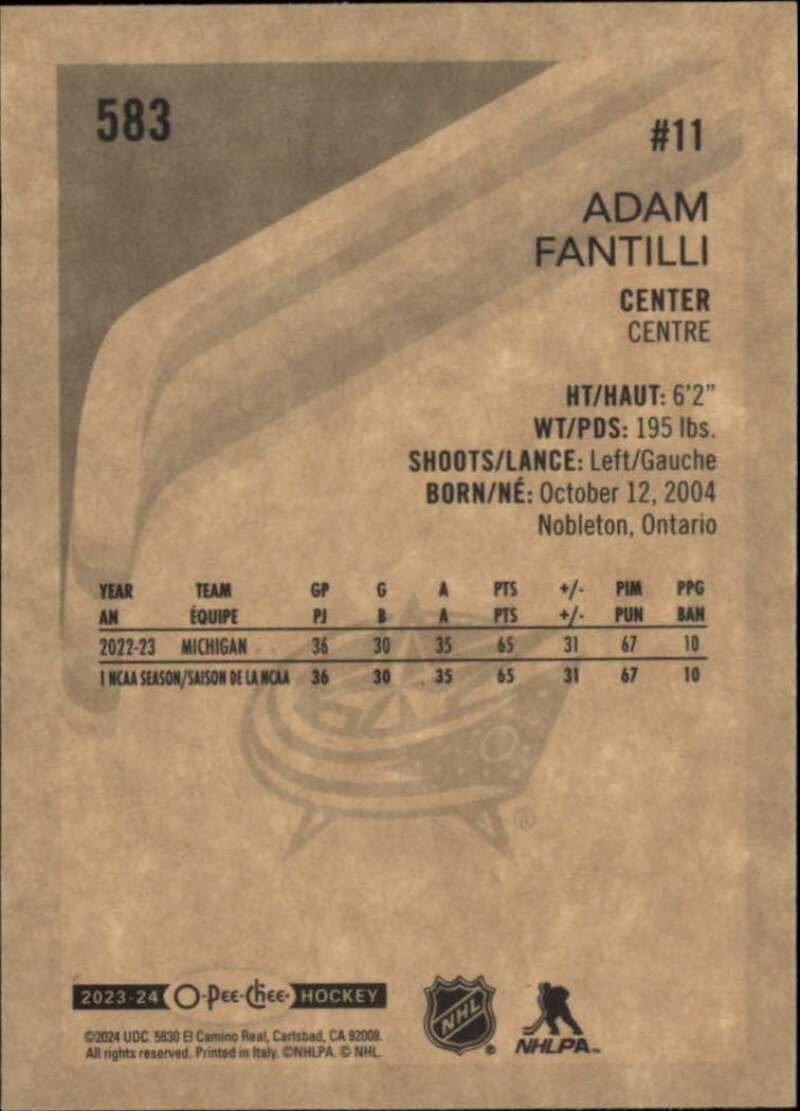 583
#11
ADAM
FANTILLI
CENTER
CENTRE
HT/HAUT: 6'2"
WT/PDS: 195 lbs.
SHOOTS/LANCE: Left/Gauche
BORN/NÉ: October 12, 2004
Nobleton, Ontario
YEAR TEAM GP G A PTS +/- PIM PPG
AN ÉQUIPE PJ B A PTS +/- PUN BAN
2022-23 MICHIGAN 36 30 35 65 31 67 10
1 NCAA SEASON/SAISON DE LA NCAA 36 30 35 65 31 67 10
®
2023-24 O-Pee-Chee HOCKEY
©2024 UDC. 5830 El Camino Real, Carlsbad, CA 92008.
All rights reserved. Printed in Italy. ©NHLPA. © NHL.
NHL ®
NHLPA™